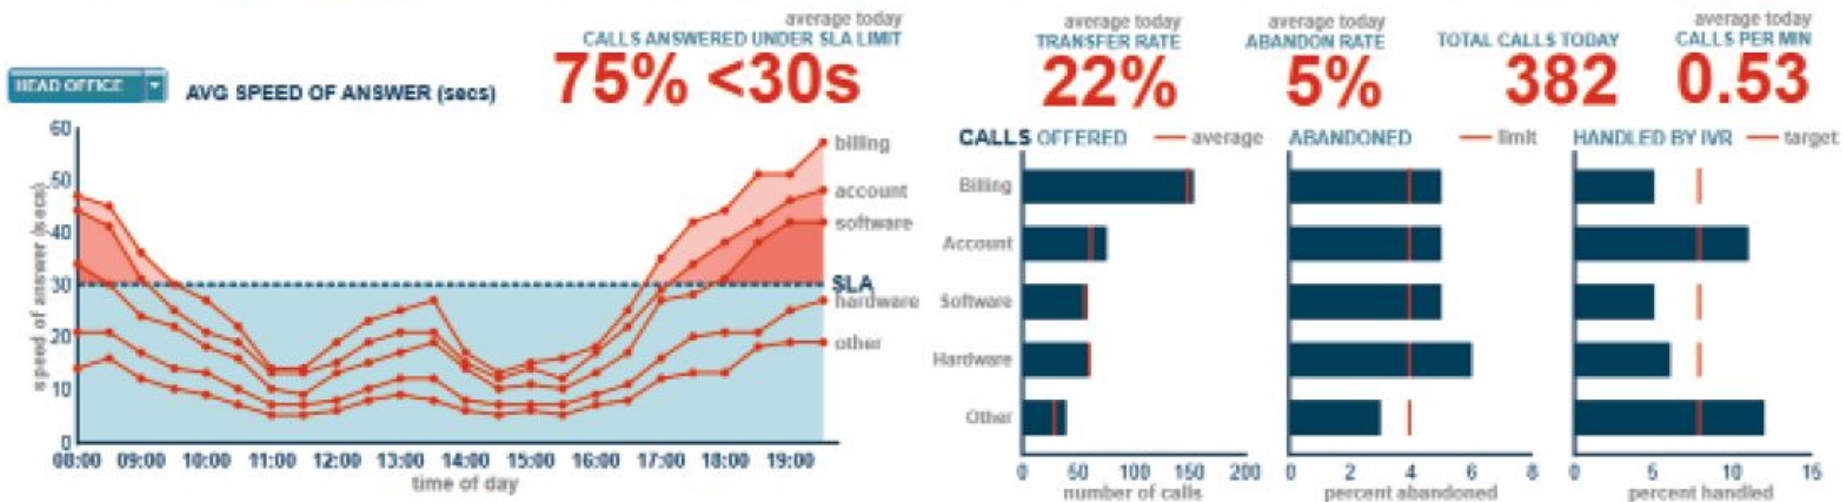 HEAD OFFICE
AVG SPEED OF ANSWER (secs)
average today
CALLS ANSWERED UNDER SLA LIMIT
75% <30s
average today
TRANSFER RATE
22%
average today
ABANDON RATE
5%
TOTAL CALLS TODAY
382
average today
CALLS PER MIN
0.53
speed of answer (secs)
60
50
40
30
20
10
0
billing
account
software
SLA
hardware
other
08:00 09:00 10:00 11:00 12:00 13:00 14:00 15:00 16:00 17:00 18:00 19:00
time of day
CALLS OFFERED
average
Billing
Account
Software
Hardware
Other
0 50 100 150 200
number of calls
ABANDONED
limit
0 2 4 6 8
percent abandoned
HANDLED BY IVR
target
0 5 10 15
percent handled